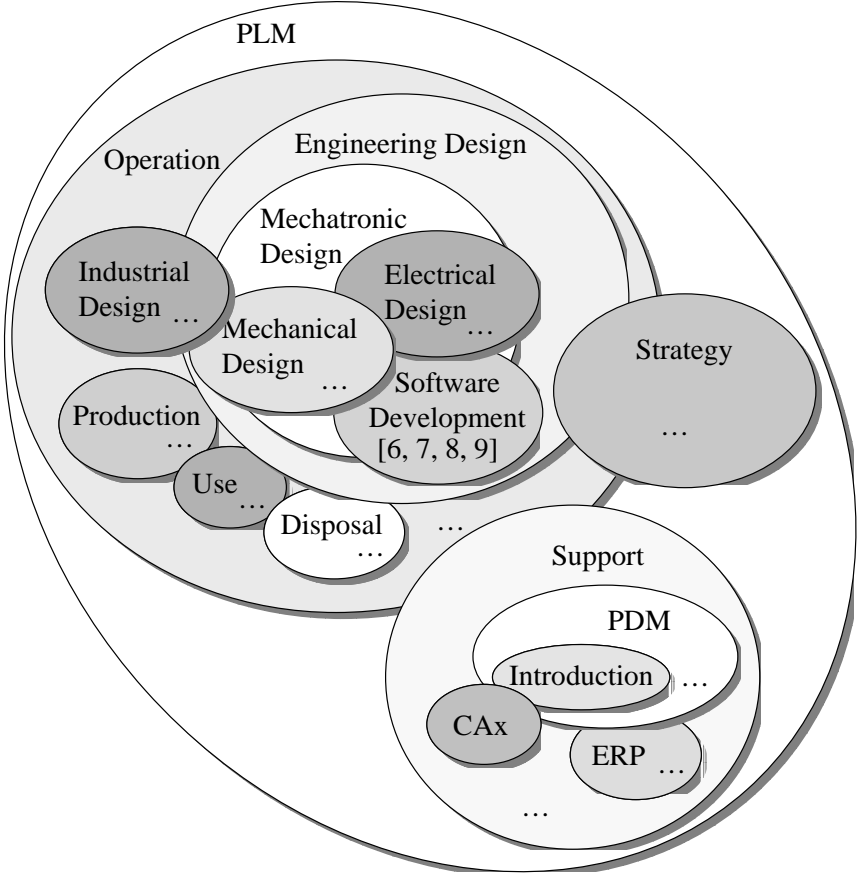 PLM
Operation
Engineering Design
Mechatronic
Design
Industrial
Design …
Electrical
Design
…
Mechanical
Design
…
Strategy
…
Software
Development
[6, 7, 8, 9]
Production
…
Use
…
Disposal
…
…
Support
PDM
Introduction
…
CAx
ERP …
…